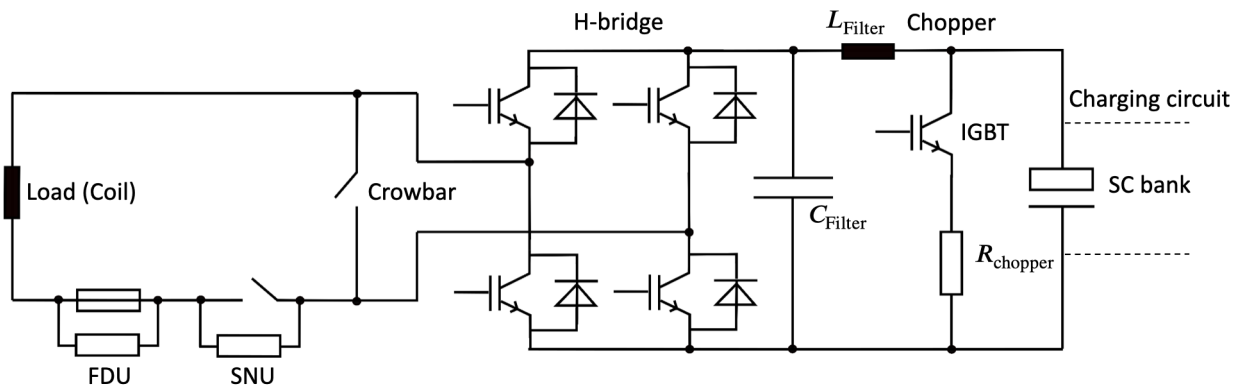 H-bridge
L_Filter
Chopper
Charging circuit
IGBT
Load (Coil)
Crowbar
SC bank
C_Filter
R_chopper
FDU
SNU